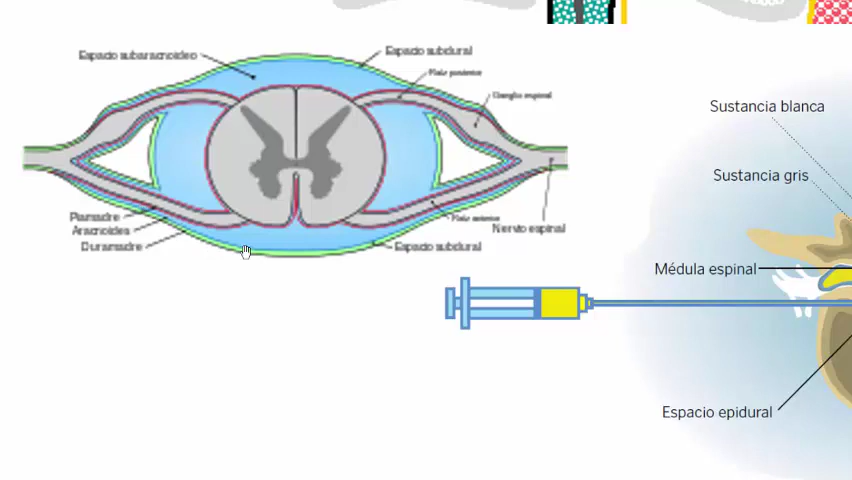 Espacio subaracnoideo
Espacio subdural
Raíz posterior
Ganglio espinal
Piamadre
Aracnoides
Duramadre
Raíz anterior
Nervio espinal
Espacio subdural
Sustancia blanca
Sustancia gris
Médula espinal
Espacio epidural